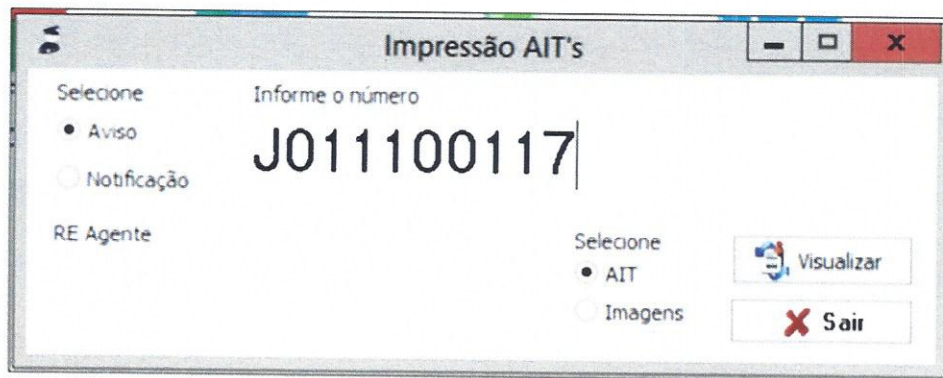 Impressão AIT's
Selecione
Informe o número
Aviso
J011100117
Notificação
RE Agente
Selecione
AIT
Visualizar
Imagens
Sair